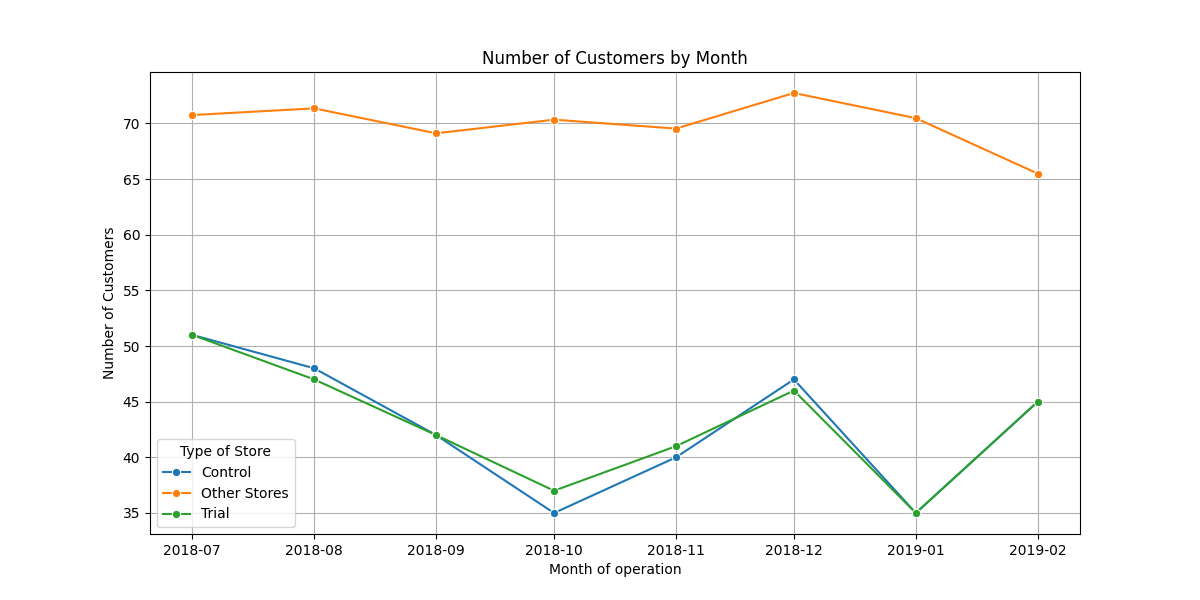 Number of Customers by Month
Number of Customers
70
65
60
55
50
45
40
35
Type of Store
Control
Other Stores
Trial
2018-07 2018-08 2018-09 2018-10 2018-11 2018-12 2019-01 2019-02
Month of operation